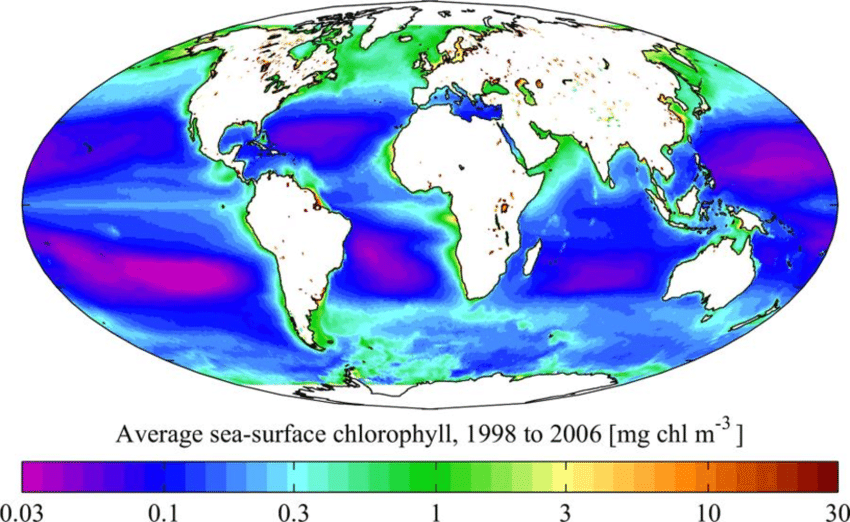 Average sea-surface chlorophyll, 1998 to 2006 [mg chl m-3 ]
0.03 0.1 0.3 1 3 10 30